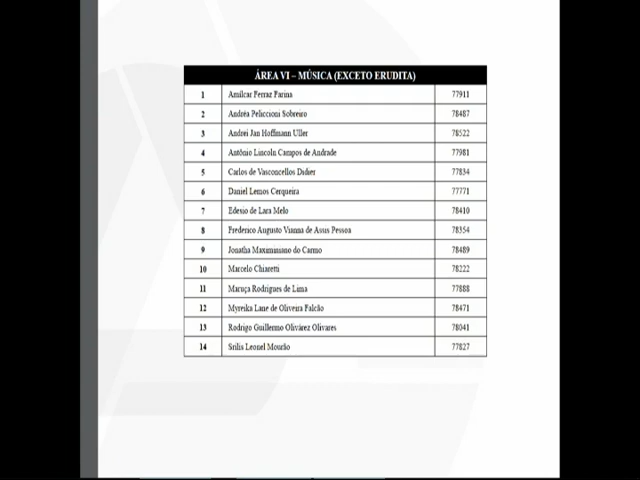 ÁREA VI – MÚSICA (EXCETO ERUDITA)
1 Amilcar Ferraz Farina 77911
2 Andréa Peliccioni Sobreiro 78487
3 Andrei Jan Hoffmann Uller 78522
4 Antônio Lincoln Campos de Andrade 77981
5 Carlos de Vasconcellos Didier 77834
6 Daniel Lemos Cerqueira 77771
7 Edesio de Lara Melo 78410
8 Frederico Augusto Vianna de Assis Pessoa 78354
9 Jonatha Maximiniano do Carmo 78489
10 Marcelo Chiaretti 78222
11 Maruça Rodrigues de Lima 77888
12 Myreika Lane de Oliveira Falcão 78471
13 Rodrigo Guillermo Olivárez Olivares 78041
14 Leonel Mourão 77827